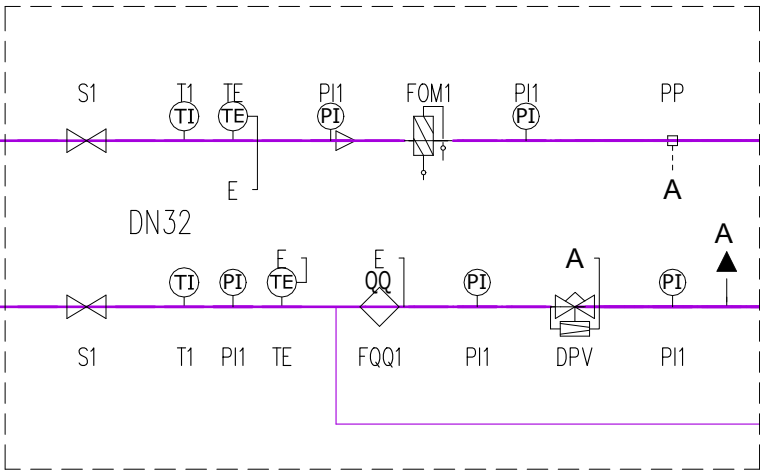 S1 T1 TE PI1 FOM1 PI1 PP
TI TE PI PI
E A
DN32
E E A A
TI PI TE QQ PI PI
S1 T1 PI1 TE FQQ1 PI1 DPV PI1